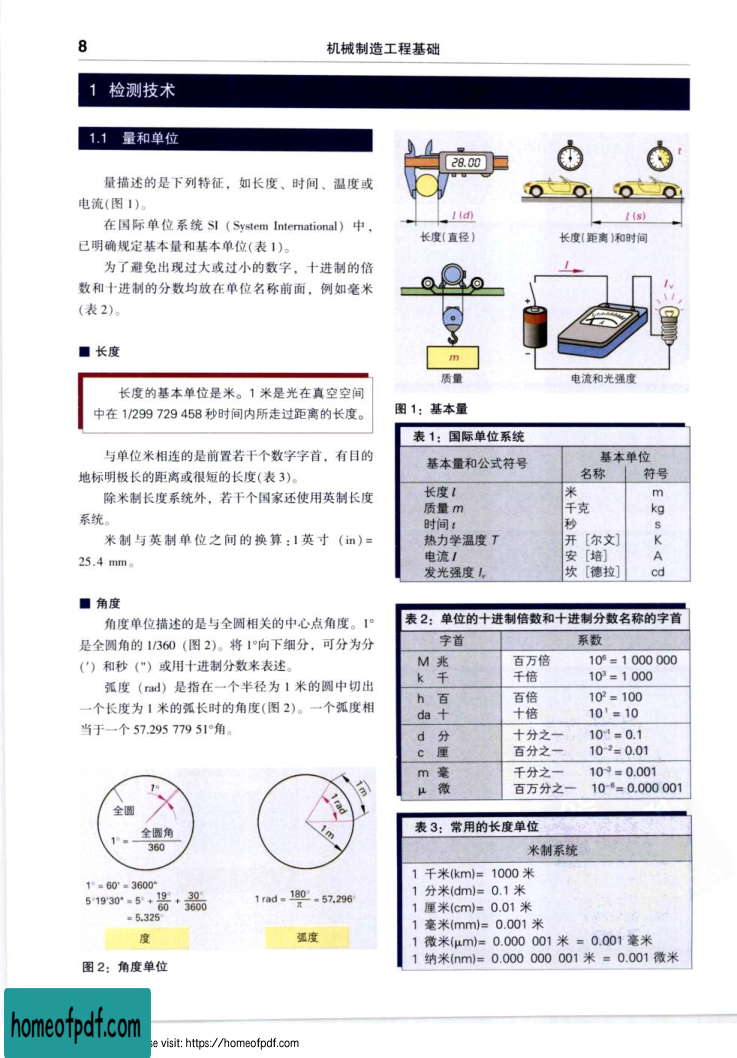 8
机械制造工程基础
1 检测技术
1.1 量和单位
量描述的是下列特征，如长度、时间、温度或
电流(图 1)。
在国际单位系统 SI（System International）中，
已明确规定基本量和基本单位(表 1)。
为了避免出现过大或过小的数字，十进制的倍
数和十进制的分数均放在单位名称前面，例如毫米
(表 2)。
■ 长度
长度的基本单位是米。1 米是光在真空空间
中在 1/299 729 458 秒时间内所走过距离的长度。
与单位米相连的是前置若干个数字字首，有目的
地标明极长的距离或很短的长度(表 3)。
除米制长度系统外，若干个国家还使用英制长度
系统。
米制与英制单位之间的换算：1 英寸 (in)=
25.4 mm。
■ 角度
角度单位描述的是与全圆相关的中心点角度。1°
是全圆角的 1/360（图 2）。将 1°向下细分，可分为分
(′) 和秒 (″) 或用十进制分数来表述。
弧度（rad）是指在一个半径为 1 米的圆中切出
一个长度为 1 米的弧长时的角度(图 2)。一个弧度相
当于一个 57.295 779 51°角。
1°
全圆
1° = 全圆角/360
1° = 60′ = 3600″
5°19′30″ = 5° + 19°/60 + 30°/3600
= 5.325°
度
1 m
1 rad
1 m
1 rad = 180°/π = 57.296°
弧度
图 2：角度单位
28.00
l (d)
长度(直径)
t
l (s)
长度(距离)和时间
m
质量
I
Iv
+
−
电流和光强度
图 1：基本量
表 1：国际单位系统
基本量和公式符号 基本单位
名称 符号
长度 l 米 m
质量 m 千克 kg
时间 t 秒 s
热力学温度 T 开［尔文］ K
电流 I 安［培］ A
发光强度 Iv 坎［德拉］ cd
表 2：单位的十进制倍数和十进制分数名称的字首
字首 系数
M 兆 百万倍 10⁶ = 1 000 000
k 千 千倍 10³ = 1 000
h 百 百倍 10² = 100
da 十 十倍 10¹ = 10
d 分 十分之一 10⁻¹ = 0.1
c 厘 百分之一 10⁻² = 0.01
m 毫 千分之一 10⁻³ = 0.001
μ 微 百万分之一 10⁻⁶ = 0.000 001
表 3：常用的长度单位
米制系统
1 千米(km)= 1000 米
1 分米(dm)= 0.1 米
1 厘米(cm)= 0.01 米
1 毫米(mm)= 0.001 米
1 微米(μm)= 0.000 001 米 = 0.001 毫米
1 纳米(nm)= 0.000 000 001 米 = 0.001 微米
homeofpdf.com
se visit: https://homeofpdf.com